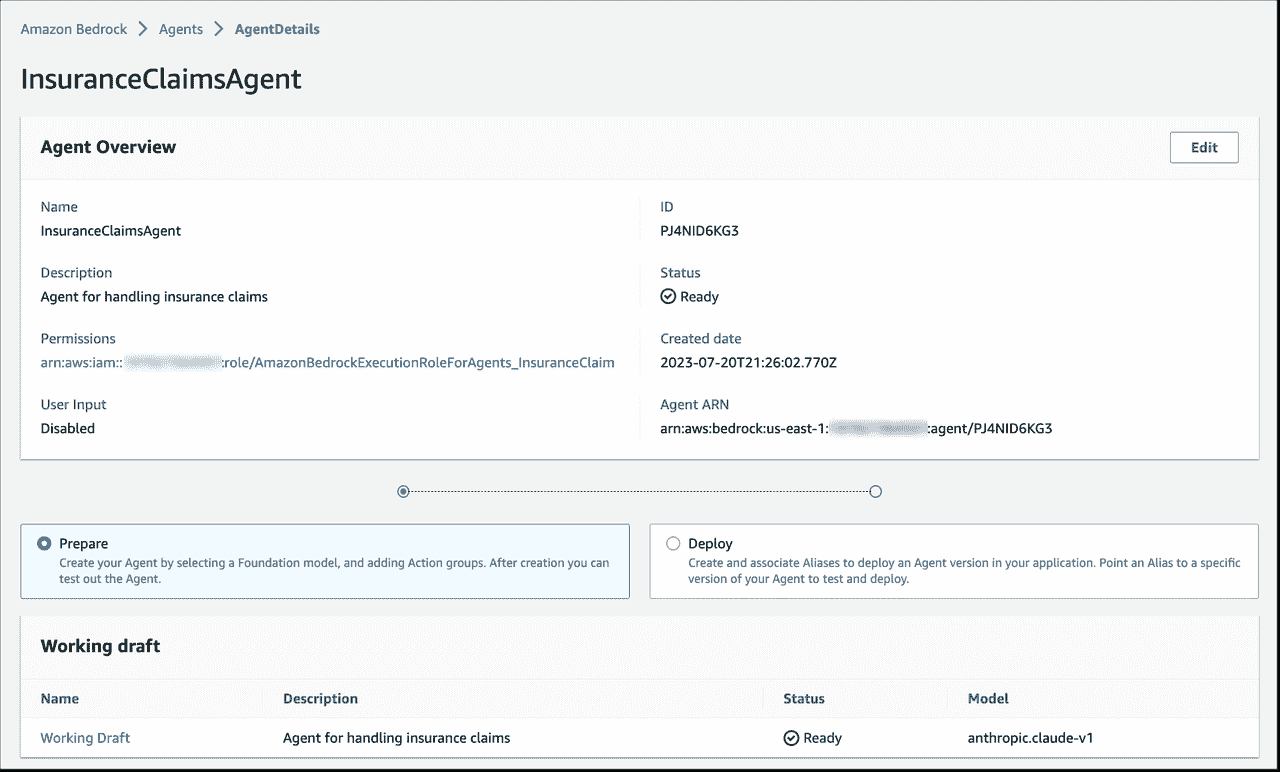 Amazon Bedrock > Agents > AgentDetails
InsuranceClaimsAgent
Agent Overview
Edit
Name
InsuranceClaimsAgent
ID
PJ4NID6KG3
Description
Agent for handling insurance claims
Status
Ready
Permissions
arn:aws:iam:: :role/AmazonBedrockExecutionRoleForAgents_InsuranceClaim
Created date
2023-07-20T21:26:02.770Z
User Input
Disabled
Agent ARN
arn:aws:bedrock:us-east-1: :agent/PJ4NID6KG3
Prepare
Create your Agent by selecting a Foundation model, and adding Action groups. After creation you can
test out the Agent.
Deploy
Create and associate Aliases to deploy an Agent version in your application. Point an Alias to a specific
version of your Agent to test and deploy.
Working draft
Name Description Status Model
Working Draft Agent for handling insurance claims Ready anthropic.claude-v1